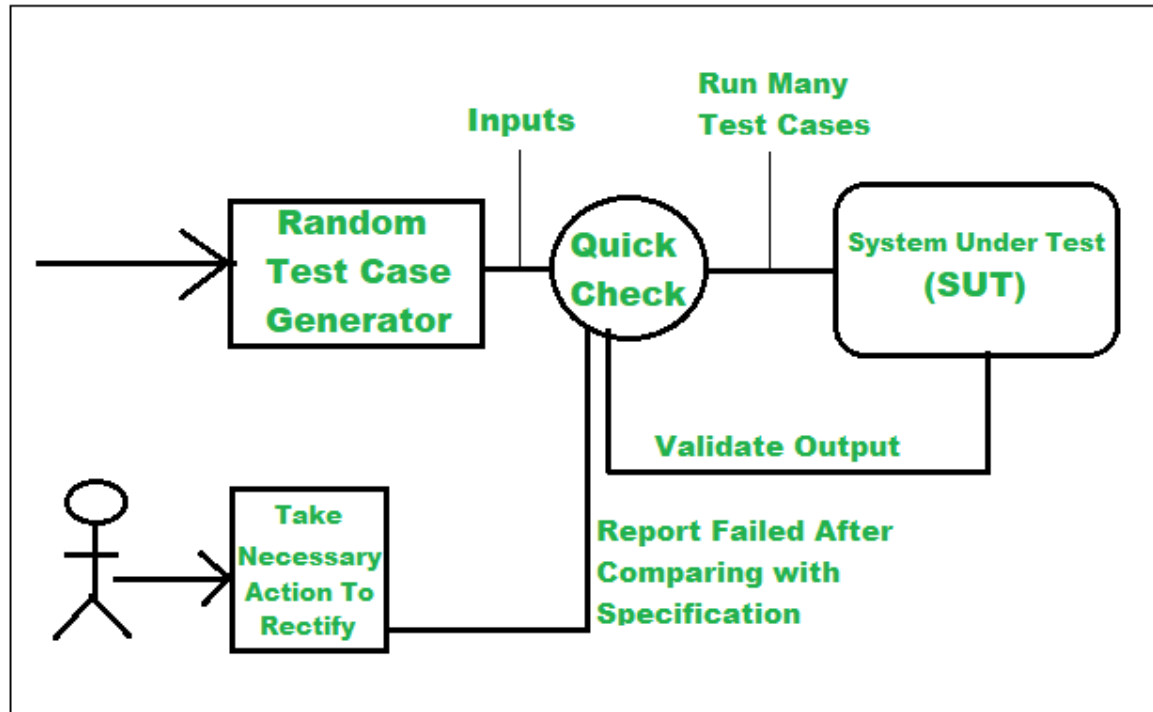 Inputs
Run Many
Test Cases
Random
Test Case
Generator
Quick
Check
System Under Test
(SUT)
Validate Output
Take
Necessary
Action To
Rectify
Report Failed After
Comparing with
Specification